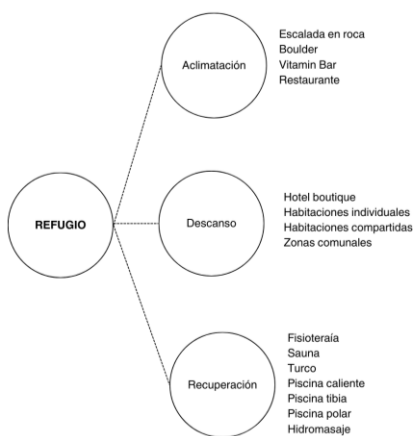 Escalada en roca
Boulder
Vitamin Bar
Restaurante
Aclimatación
REFUGIO
Descanso
Hotel boutique
Habitaciones individuales
Habitaciones compartidas
Zonas comunales
Recuperación
Fisioteraía
Sauna
Turco
Piscina caliente
Piscina tibia
Piscina polar
Hidromasaje